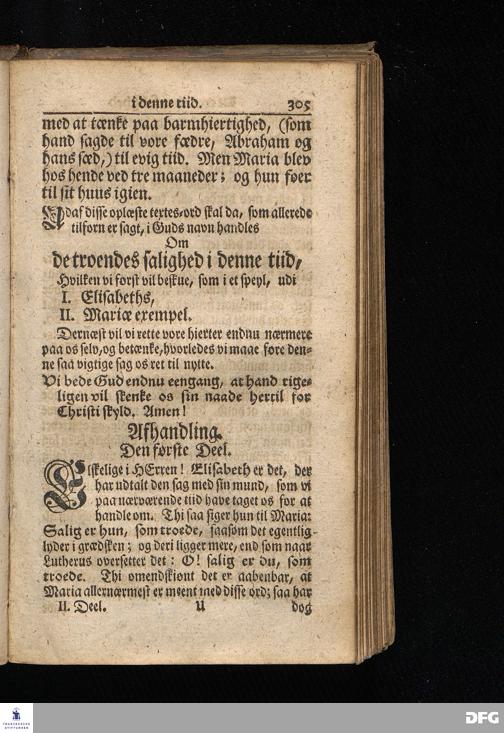 i denne tiid. 305
med at tænke paa barmhiertighed, (som
hand sagde til vore fædre, Abraham og
hans sæd,) til evig tiid. Men Maria blev
hos hende ved tre maaneder; og hun foer
til sit huus igien.
Udaf disse oplæste textes-ord skal da, som allerede
tilforn er sagt, i Guds navn handles
Om
de troendes salighed i denne tiid,
Hvilken vi først vil beskue, som i et speyl, udi
I. Elisabeths,
II. Mariæ exempel.
Dernæst vil vi rette vore hierter endnu nærmere
paa os selv, og betænke, hvorledes vi maae føre den-
ne saa vigtige sag os ret til nytte.
Vi bede Gud endnu eengang, at hand rige-
ligen vil skenke os sin naade hertil for
Christi skyld. Amen!
Afhandling.
Den første Deel.
Elskelige i HErren! Elisabeth er det, der
har udtalt den sag med sin mund, som vi
paa nærværende tiid have taget os for at
handle om. Thi saa siger hun til Maria:
Salig er hun, som troede, saasom det egentlig
lyder i grædsken; og deri ligger mere, end som naar
Lutherus oversetter det: O! salig er du, som
troede. Thi omendskiønt det er aabenbar, at
Maria allernærmest er meent med disse ord; saa har
II. Deel. U dog
FRANCKESCHE
STIFTUNGEN
DFG